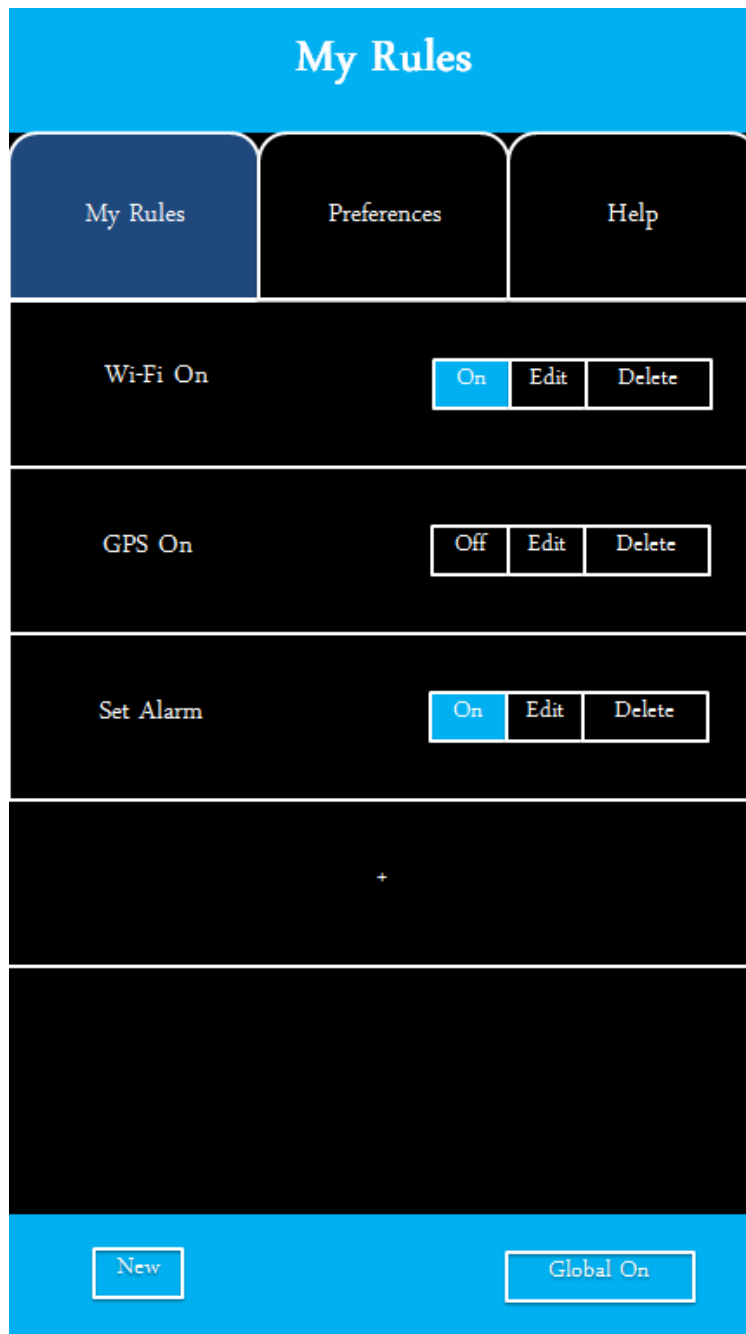 My Rules
My Rules Preferences Help
Wi-Fi On On Edit Delete
GPS On Off Edit Delete
Set Alarm On Edit Delete
+
New Global On